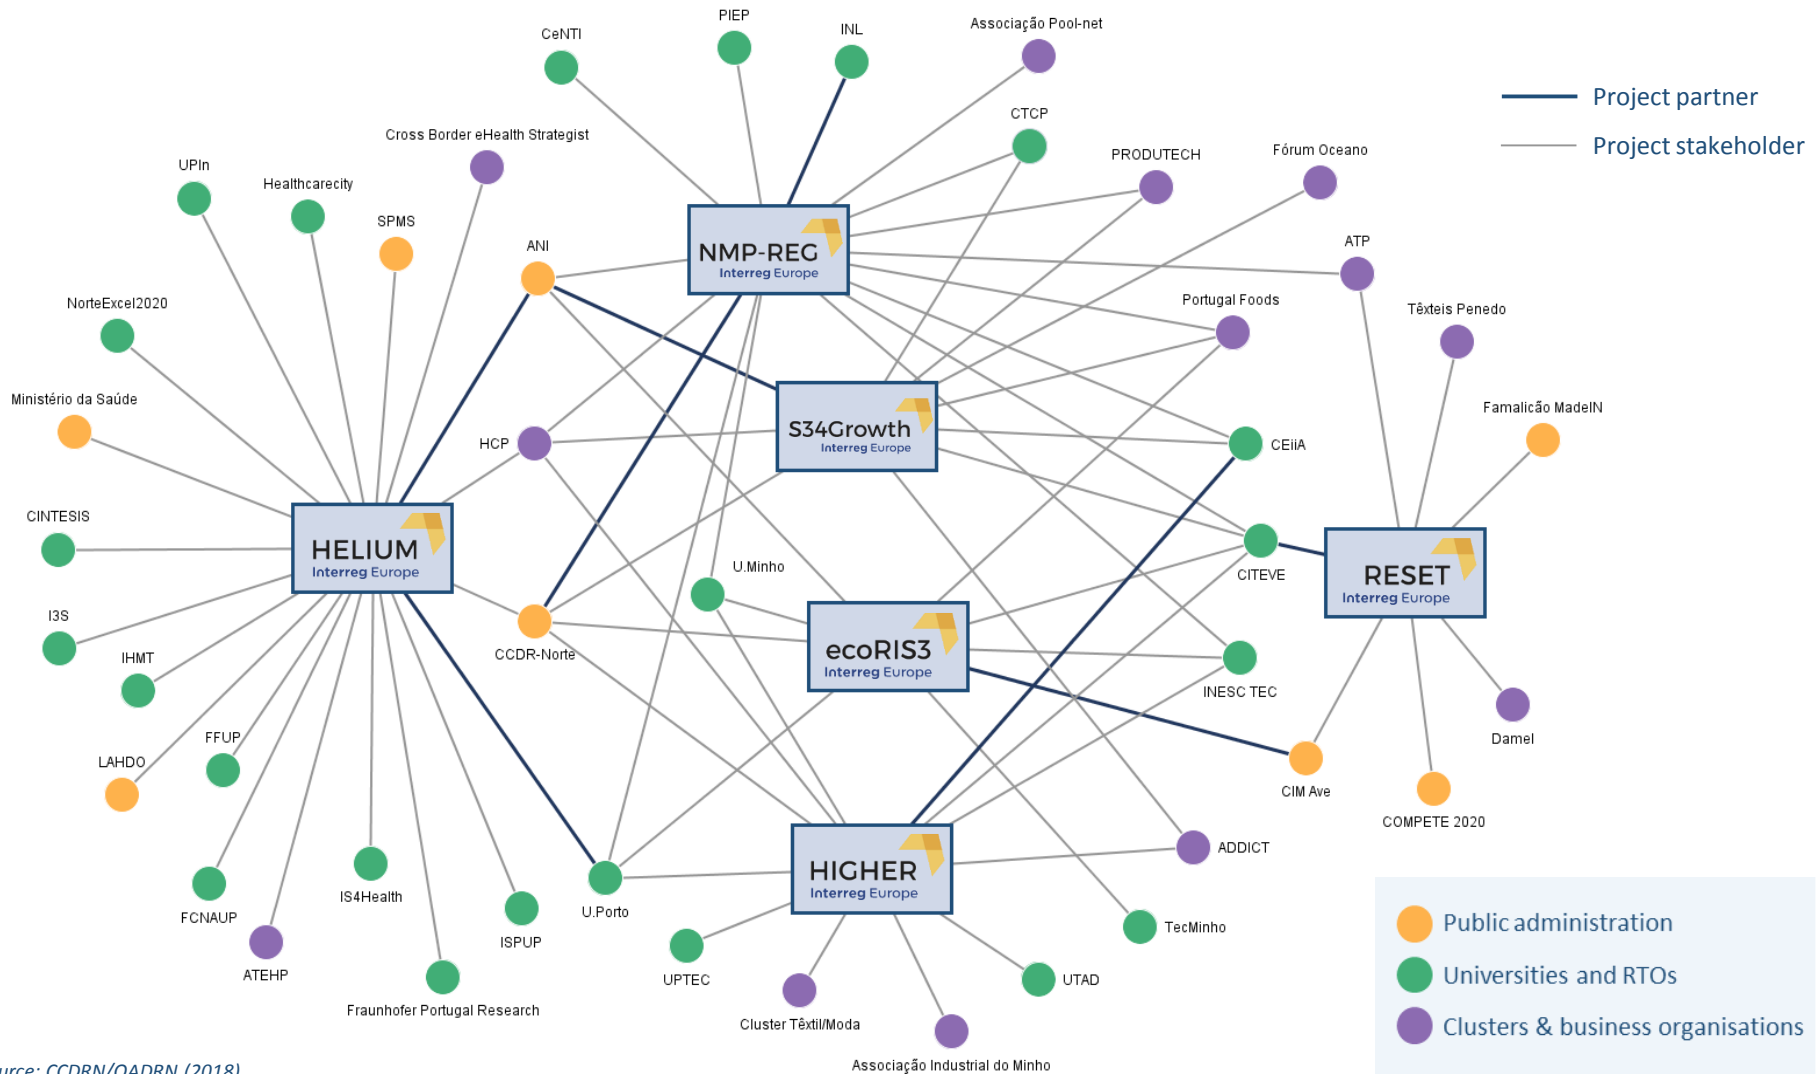 PIEP
Associação Pool-net
INL
CeNTI
Project partner
CTCP
Cross Border eHealth Strategist
Project stakeholder
Fórum Oceano
PRODUTECH
UPIn
Healthcarecity
SPMS
ANI
ATP
NMP-REG
Interreg Europe
NorteExcel2020
Portugal Foods
Têxteis Penedo
Ministério da Saúde
Famalicão MadeIN
S34Growth
Interreg Europe
HCP
CEiiA
CINTESIS
HELIUM
Interreg Europe
U.Minho
CITEVE
RESET
Interreg Europe
I3S
CCDR-Norte
ecoRIS3
Interreg Europe
IHMT
INESC TEC
FFUP
Damel
LAHDO
CIM Ave
COMPETE 2020
ADDICT
HIGHER
Interreg Europe
IS4Health
U.Porto
FCNAUP
Public administration
TecMinho
ISPUP
ATEHP
UPTEC
UTAD
Universities and RTOs
Fraunhofer Portugal Research
Cluster Têxtil/Moda
Clusters & business organisations
Associação Industrial do Minho
urce: CCDRN/OADRN (2018)